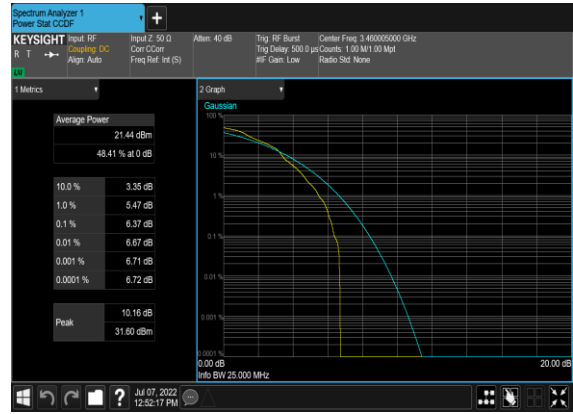 Spectrum Analyzer 1
Power Stat CCDF
KEYSIGHT
R T
LXI
Input: RF
Coupling: DC
Align: Auto
Input Z: 50 Ω
Corr CCorr
Freq Ref: Int (S)
Atten: 40 dB
Trig: RF Burst
Trig Delay: 500.0 µs
#IF Gain: Low
Center Freq: 3.460005000 GHz
Counts: 1.00 M/1.00 Mpt
Radio Std: None
1 Metrics
Average Power
21.44 dBm
48.41 % at 0 dB
10.0 % 3.35 dB
1.0 % 5.47 dB
0.1 % 6.37 dB
0.01 % 6.67 dB
0.001 % 6.71 dB
0.0001 % 6.72 dB
Peak
10.16 dB
31.60 dBm
2 Graph
Gaussian
100 %
10 %
1 %
0.1 %
0.01 %
0.001 %
0.0001 %
0.00 dB 20.00 dB
Info BW 25.000 MHz
?
Jul 07, 2022
12:52:17 PM